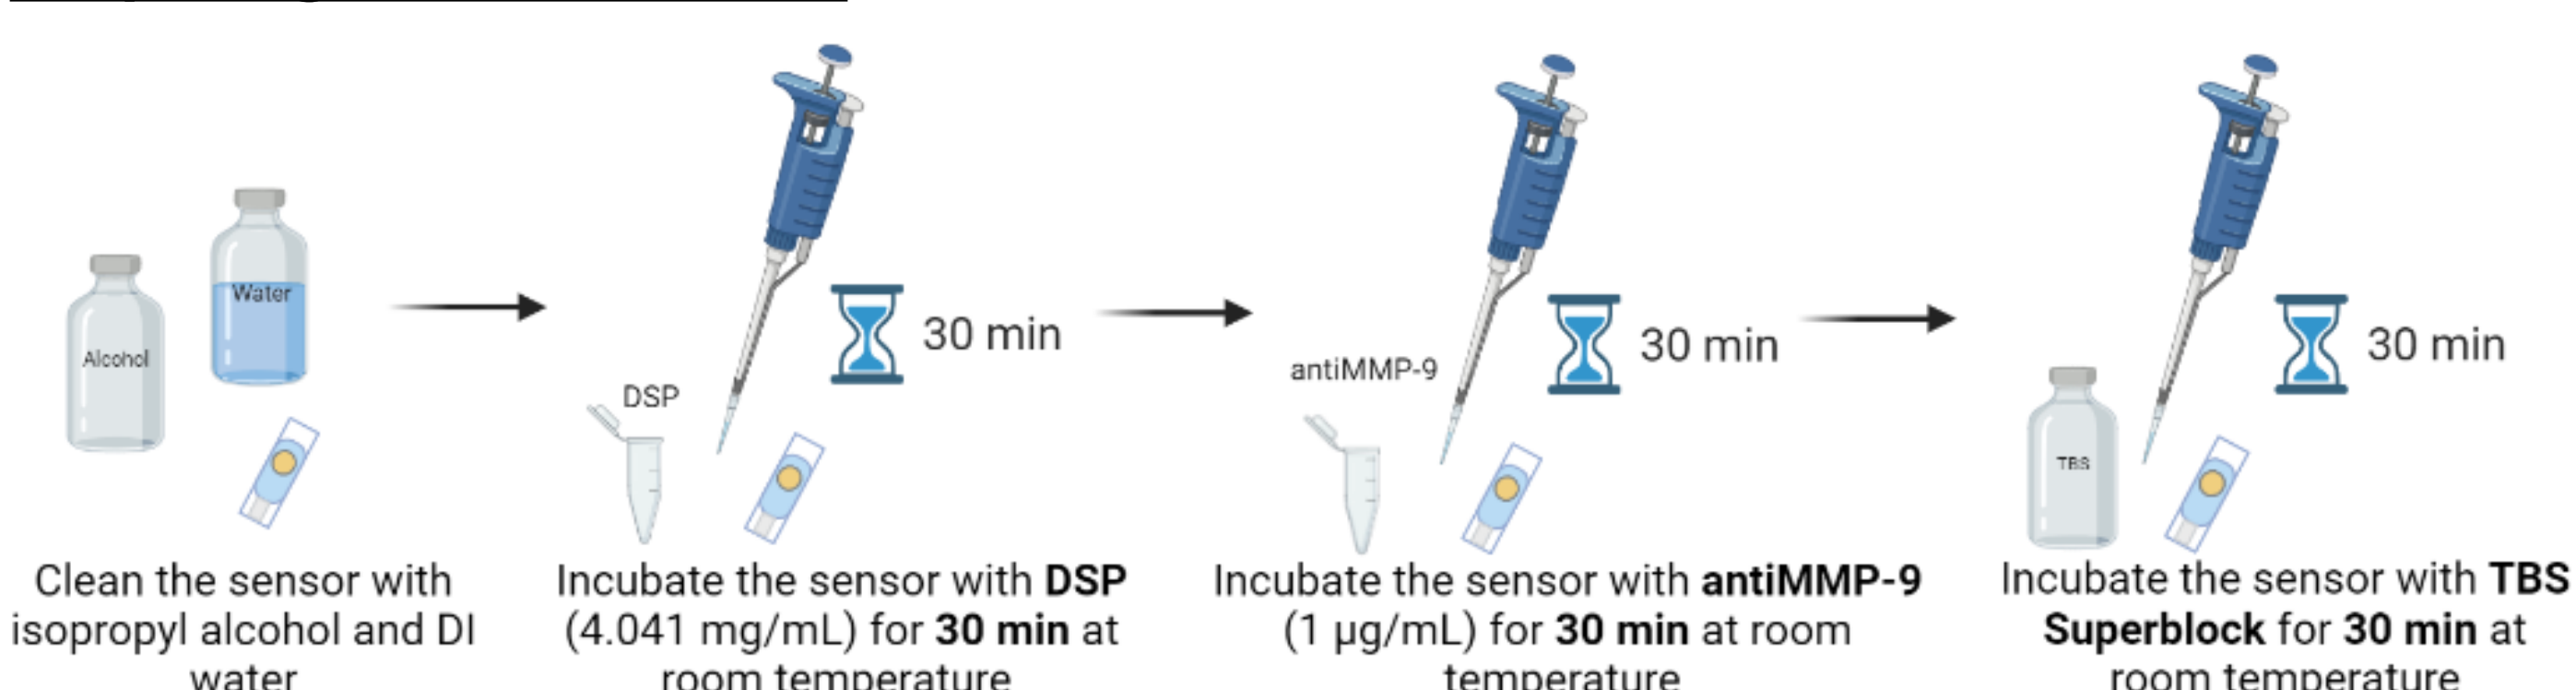 Water
Alcohol
DSP
30 min
antiMMP-9
30 min
TBS
30 min
Clean the sensor with
isopropyl alcohol and DI
water
Incubate the sensor with DSP
(4.041 mg/mL) for 30 min at
room temperature
Incubate the sensor with antiMMP-9
(1 µg/mL) for 30 min at room
temperature
Incubate the sensor with TBS
Superblock for 30 min at
room temperature